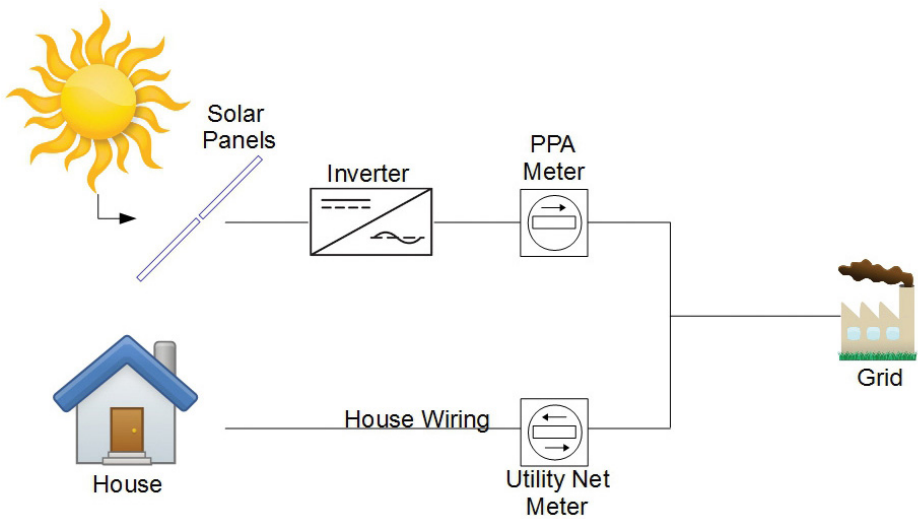 Solar
Panels
Inverter
PPA
Meter
Grid
House Wiring
House
Utility Net
Meter